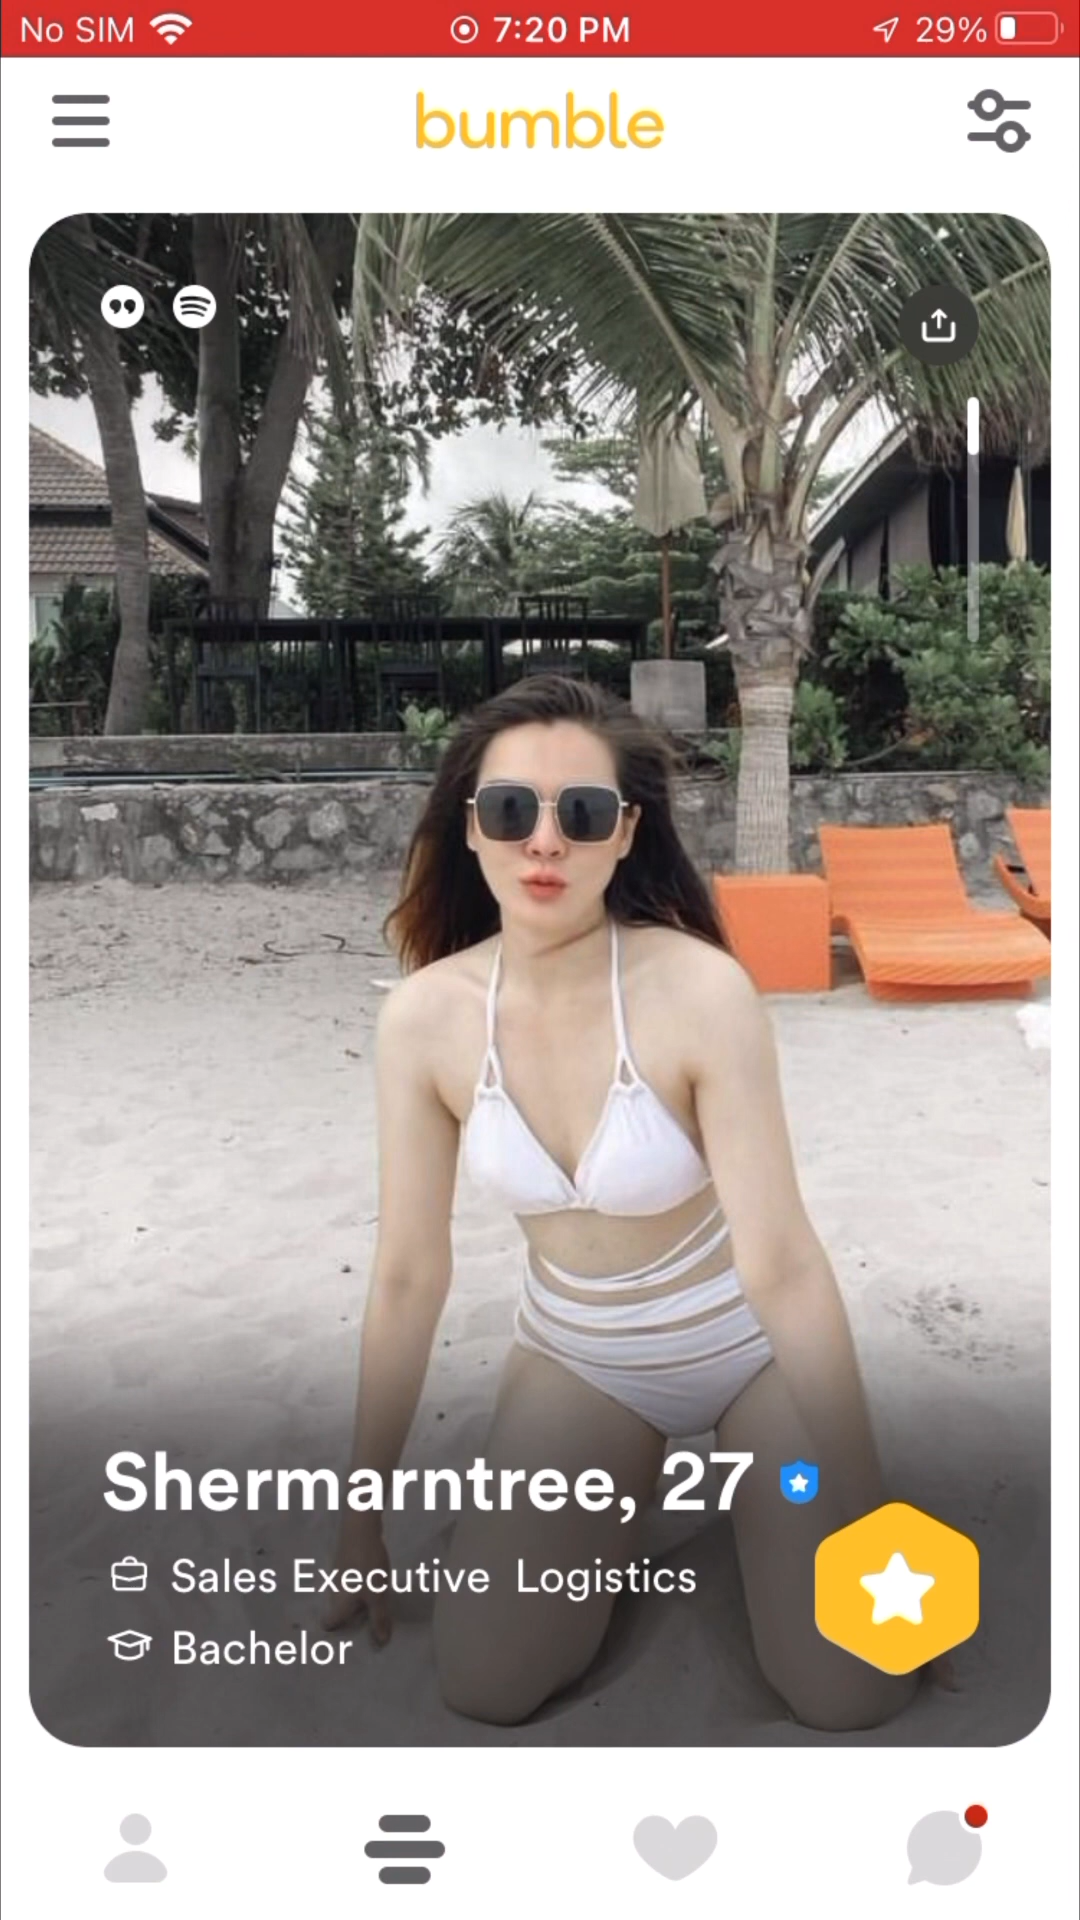 No SIM 7:20 PM 29%
bumble
Shermarntree, 27
Sales Executive Logistics
Bachelor